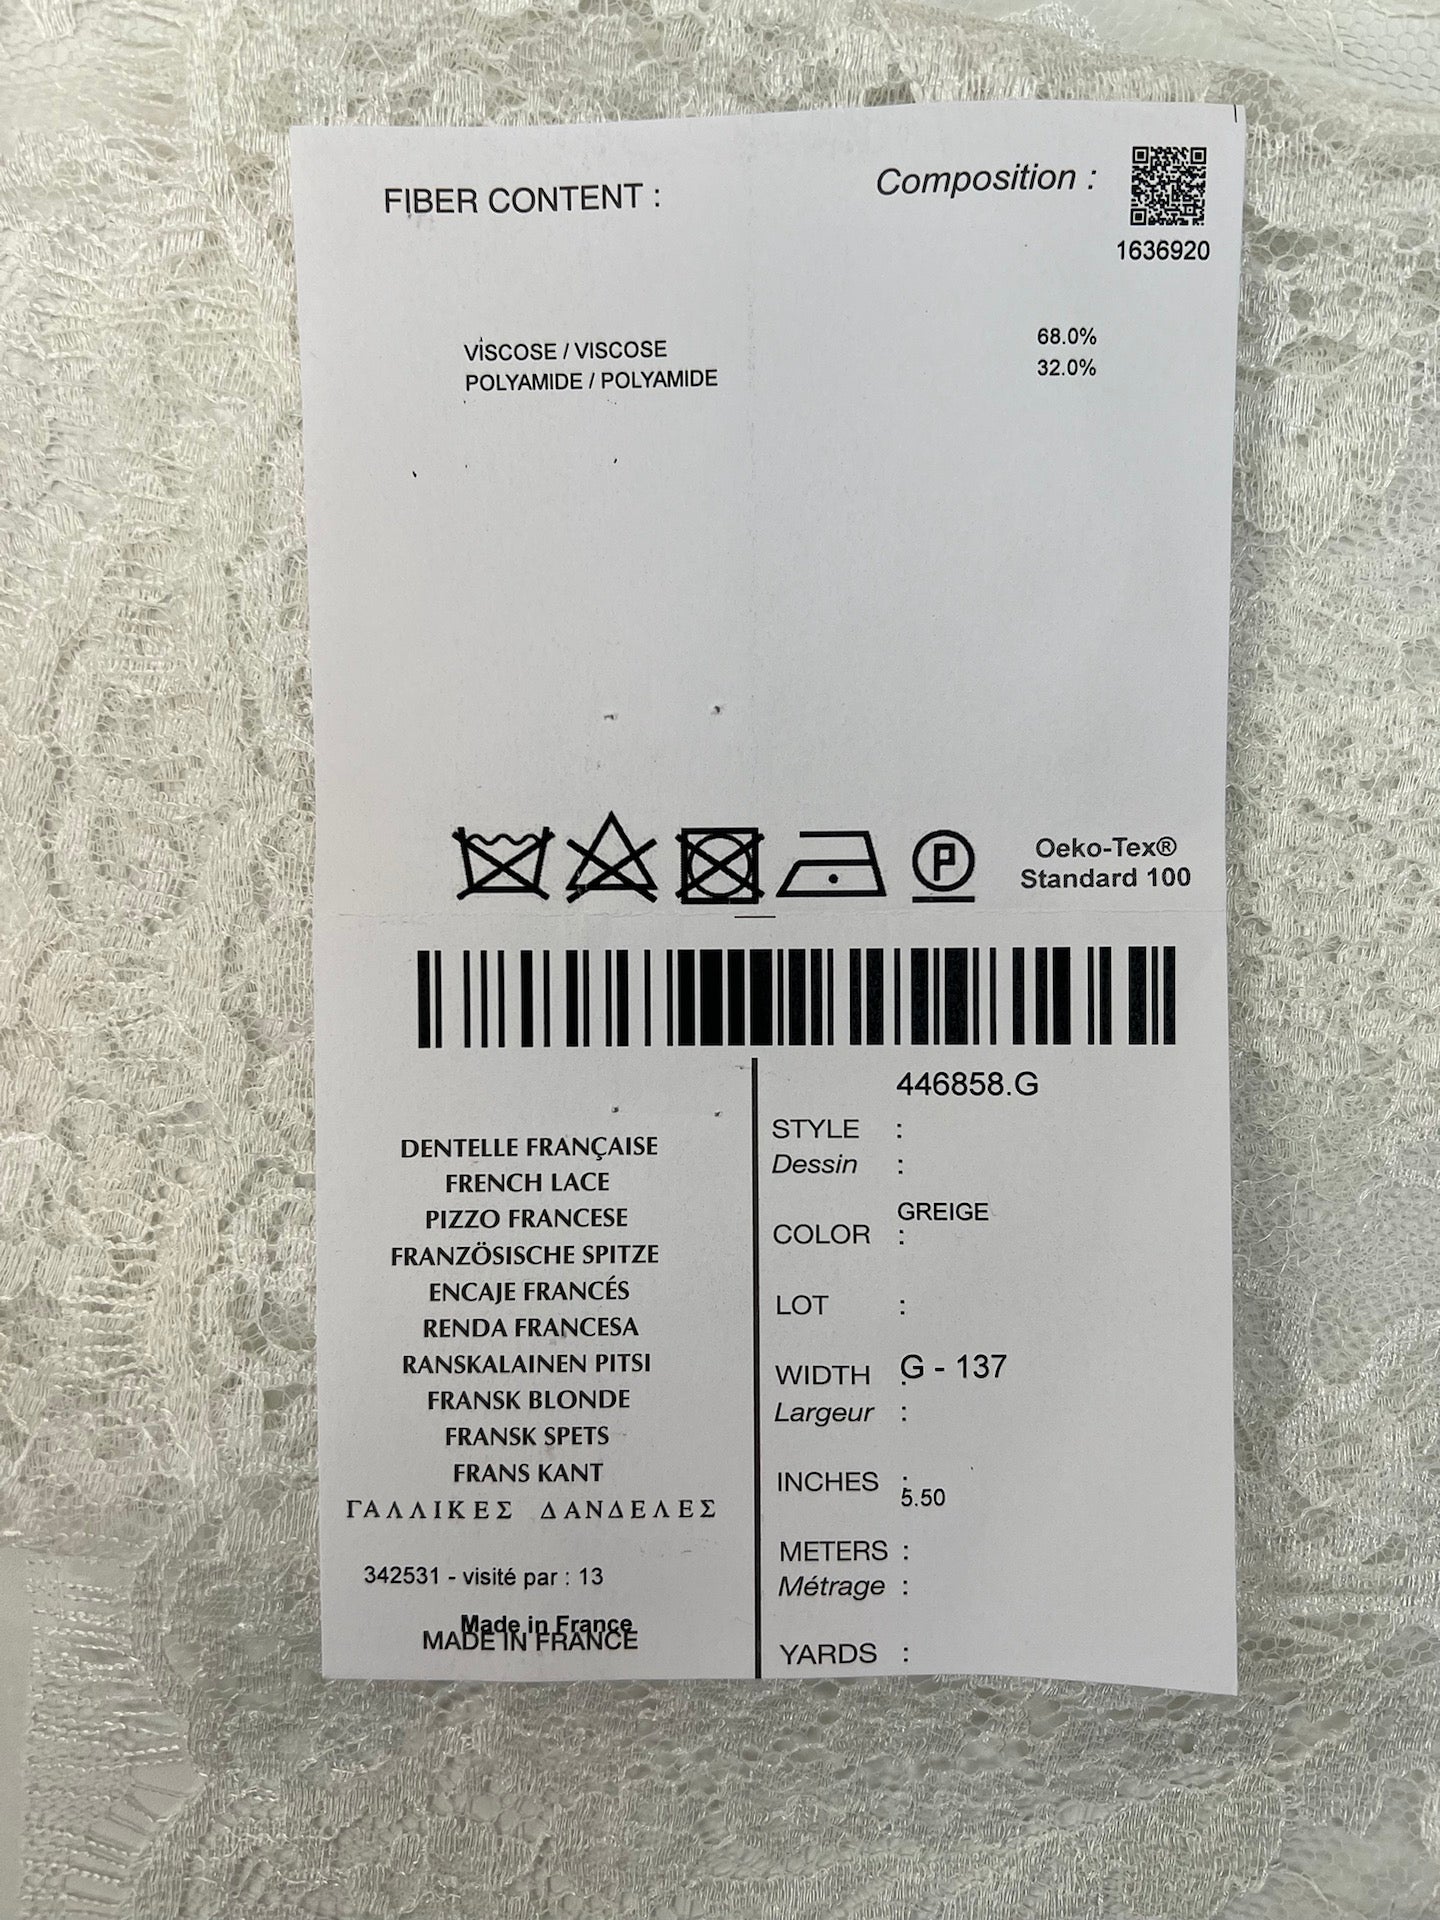 FIBER CONTENT :
Composition :
1636920
VISCOSE / VISCOSE 68.0%
POLYAMIDE / POLYAMIDE 32.0%
P
Oeko-Tex®
Standard 100
DENTELLE FRANÇAISE
FRENCH LACE
PIZZO FRANCESE
FRANZÖSISCHE SPITZE
ENCAJE FRANCÉS
RENDA FRANCESA
RANSKALAINEN PITSI
FRANSK BLONDE
FRANSK SPETS
FRANS KANT
ΓΑΛΛΙΚΕΣ ΔΑΝΔΕΛΕΣ
342531 - visité par : 13
Made in France
MADE IN FRANCE
446858.G
STYLE :
Dessin :
GREIGE
COLOR :
LOT :
WIDTH : G - 137
Largeur :
INCHES :
5.50
METERS :
Métrage :
YARDS :